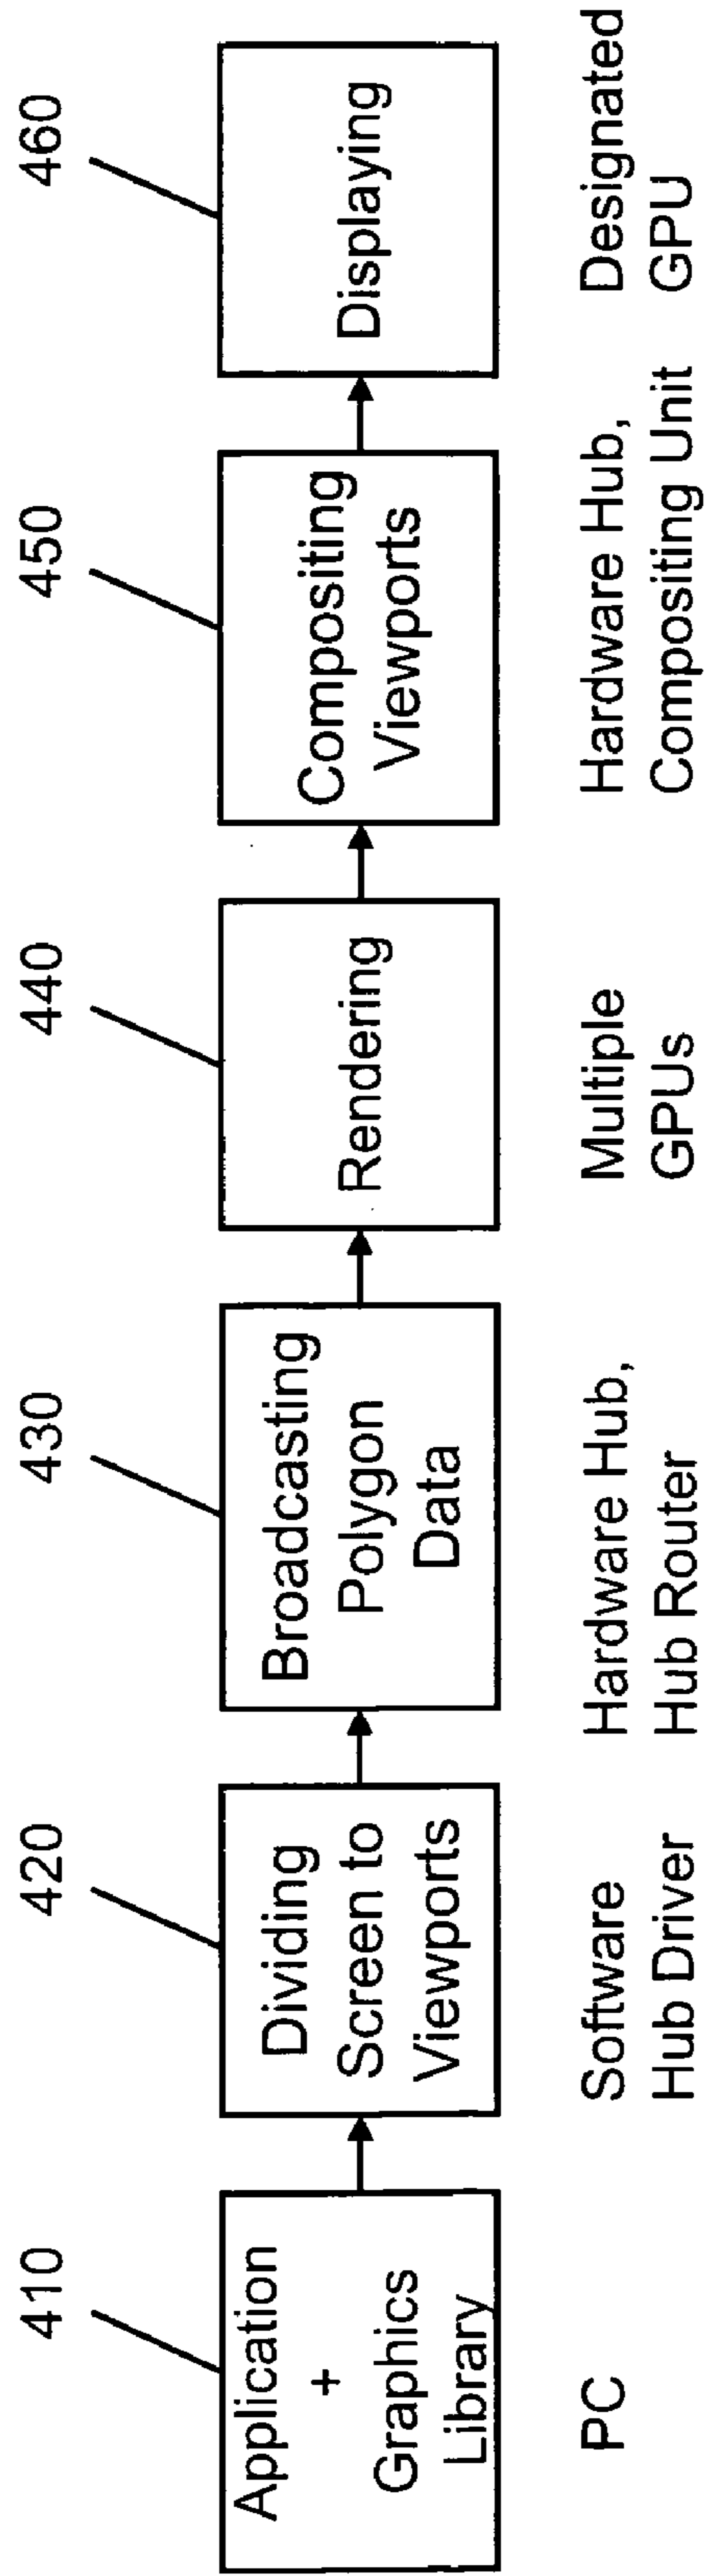 410
Application
+
Graphics
Library
PC
420
Dividing
Screen to
Viewports
Software
Hub Driver
430
Broadcasting
Polygon
Data
Hardware Hub,
Hub Router
440
Rendering
Multiple
GPUs
450
Compositing
Viewports
Hardware Hub,
Compositing Unit
460
Displaying
Designated
GPU